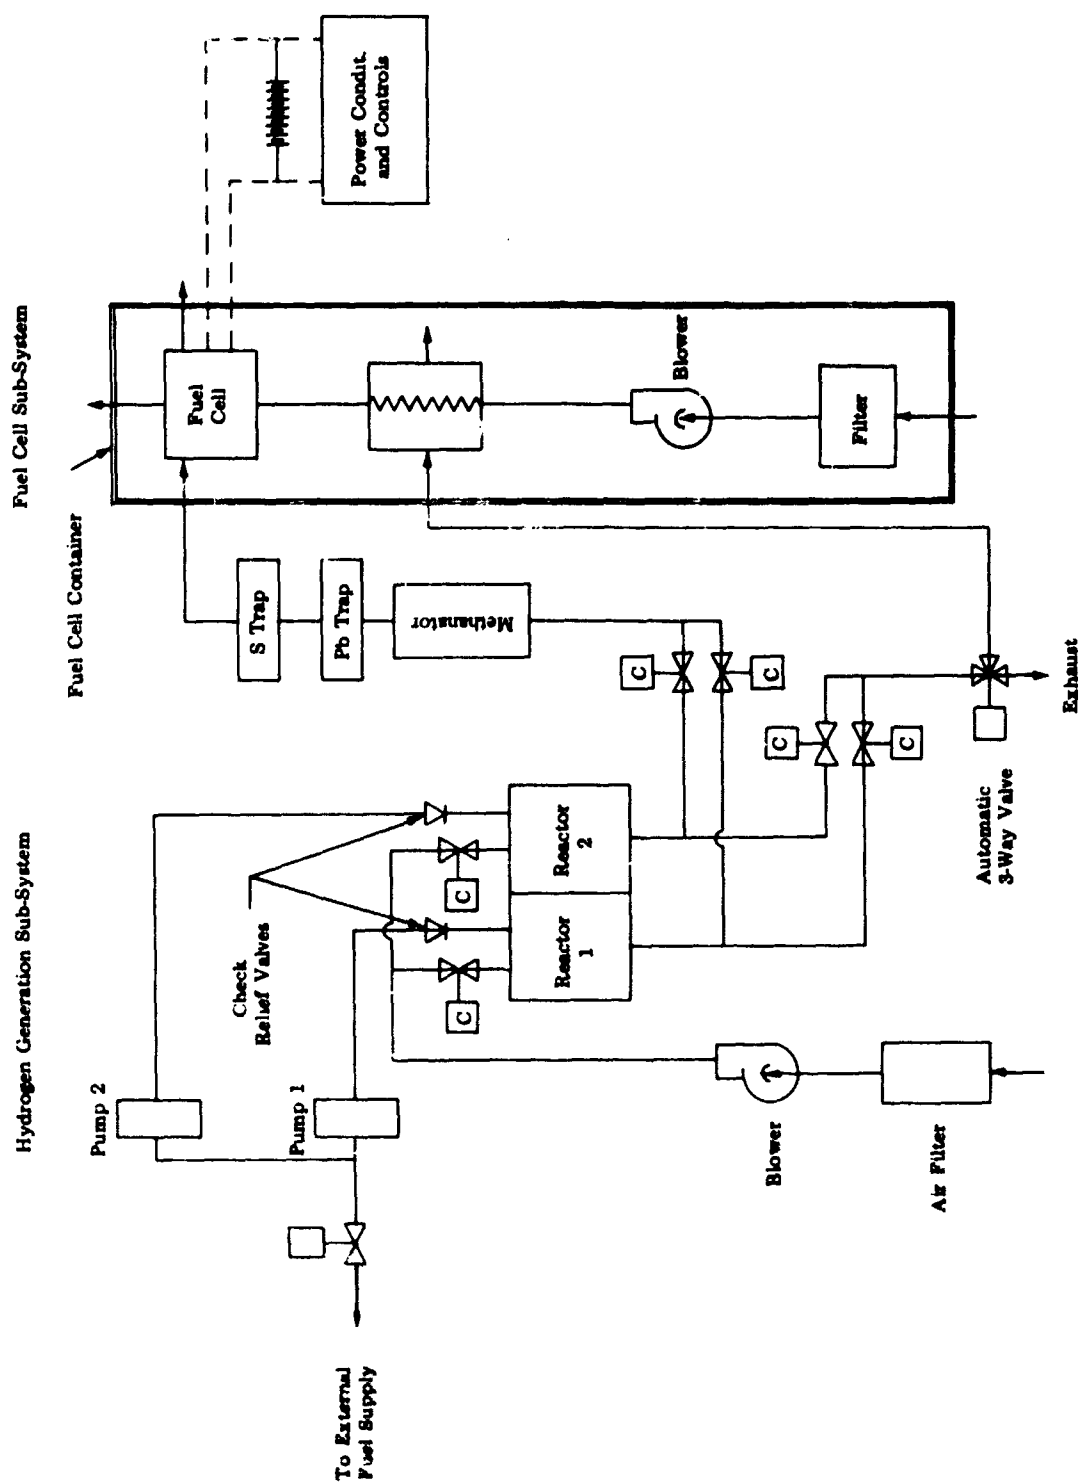 Hydrogen Generation Sub-System
Fuel Cell Sub-System
Pump 2
Pump 1
To External
Fuel Supply
Check
Relief Valves
C
C
Reactor
1
Reactor
2
Blower
Air Filter
Fuel Cell Container
S Trap
Pb Trap
Methanator
C
C
C
C
Automatic
3-Way Valve
Exhaust
Fuel
Cell
Blower
Filter
Power Condit.
and Controls